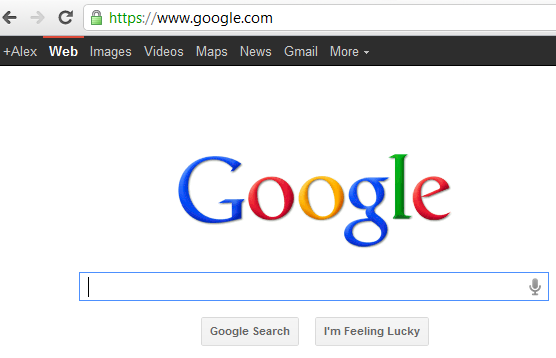 https://www.google.com
+Alex Web Images Videos Maps News Gmail More
Google
Google Search I'm Feeling Lucky